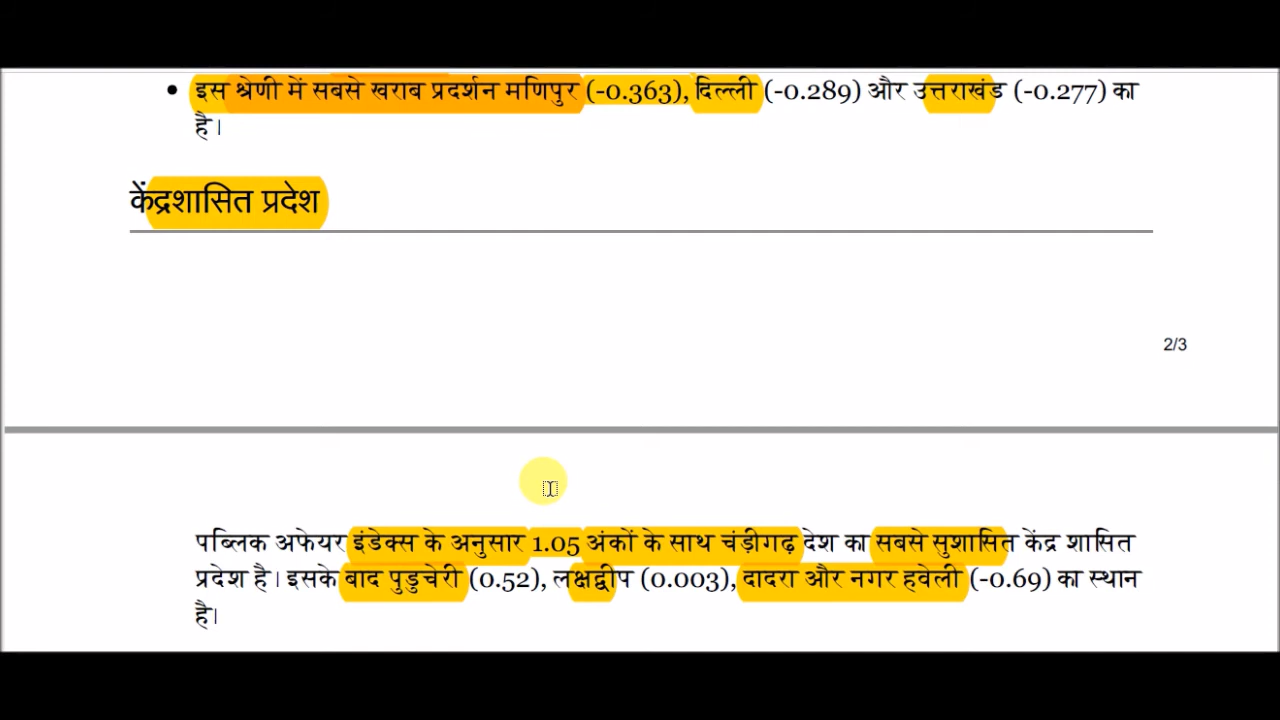 • इस श्रेणी में सबसे खराब प्रदर्शन मणिपुर (-0.363), दिल्ली (-0.289) और उत्तराखंड (-0.277) का
है।
केंद्रशासित प्रदेश
2/3
पब्लिक अफेयर इंडेक्स के अनुसार 1.05 अंकों के साथ चंड़ीगढ़ देश का सबसे सुशासित केंद्र शासित
प्रदेश है। इसके बाद पुडुचेरी (0.52), लक्षद्वीप (0.003), दादरा और नगर हवेली (-0.69) का स्थान
है।